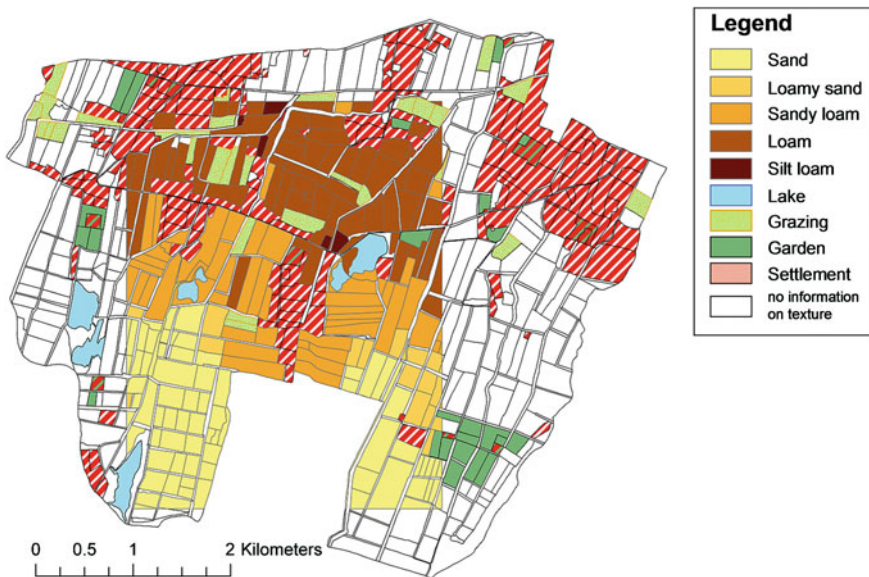 Legend
Sand
Loamy sand
Sandy loam
Loam
Silt loam
Lake
Grazing
Garden
Settlement
no information
on texture
0 0.5 1 2 Kilometers